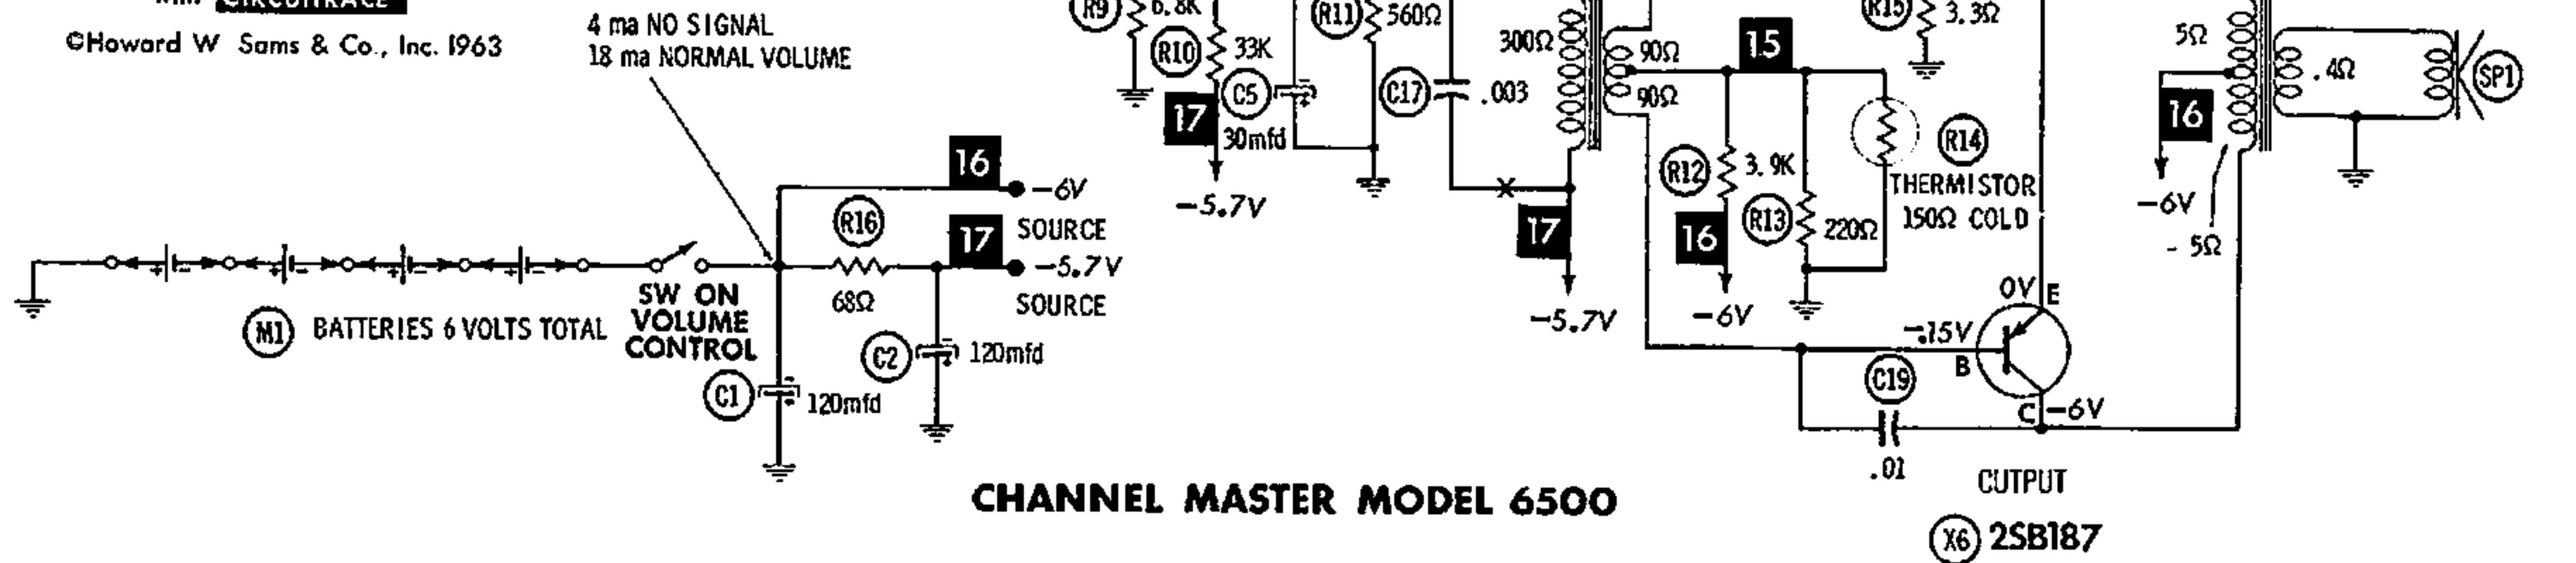 CIRCUITRACE
©Howard W Sams & Co., Inc. 1963
4 ma NO SIGNAL
18 ma NORMAL VOLUME
R9
6.8K
R10
33K
17
-5.7V
C5
30mfd
R11
560Ω
C17
.003
300Ω
90Ω
90Ω
15
R15
3.3Ω
5Ω
.4Ω
SP1
16
-6V
- 5Ω
16
-6V
SOURCE
R16
68Ω
17
-5.7V
SOURCE
17
-5.7V
R12
3.9K
16
-6V
R13
220Ω
R14
THERMISTOR
150Ω COLD
M1 BATTERIES 6 VOLTS TOTAL
SW ON
VOLUME
CONTROL
C1
120mfd
C2
120mfd
0V E
-.15V
B
C19
.01
C -6V
CUTPUT
X6 2SB187
CHANNEL MASTER MODEL 6500